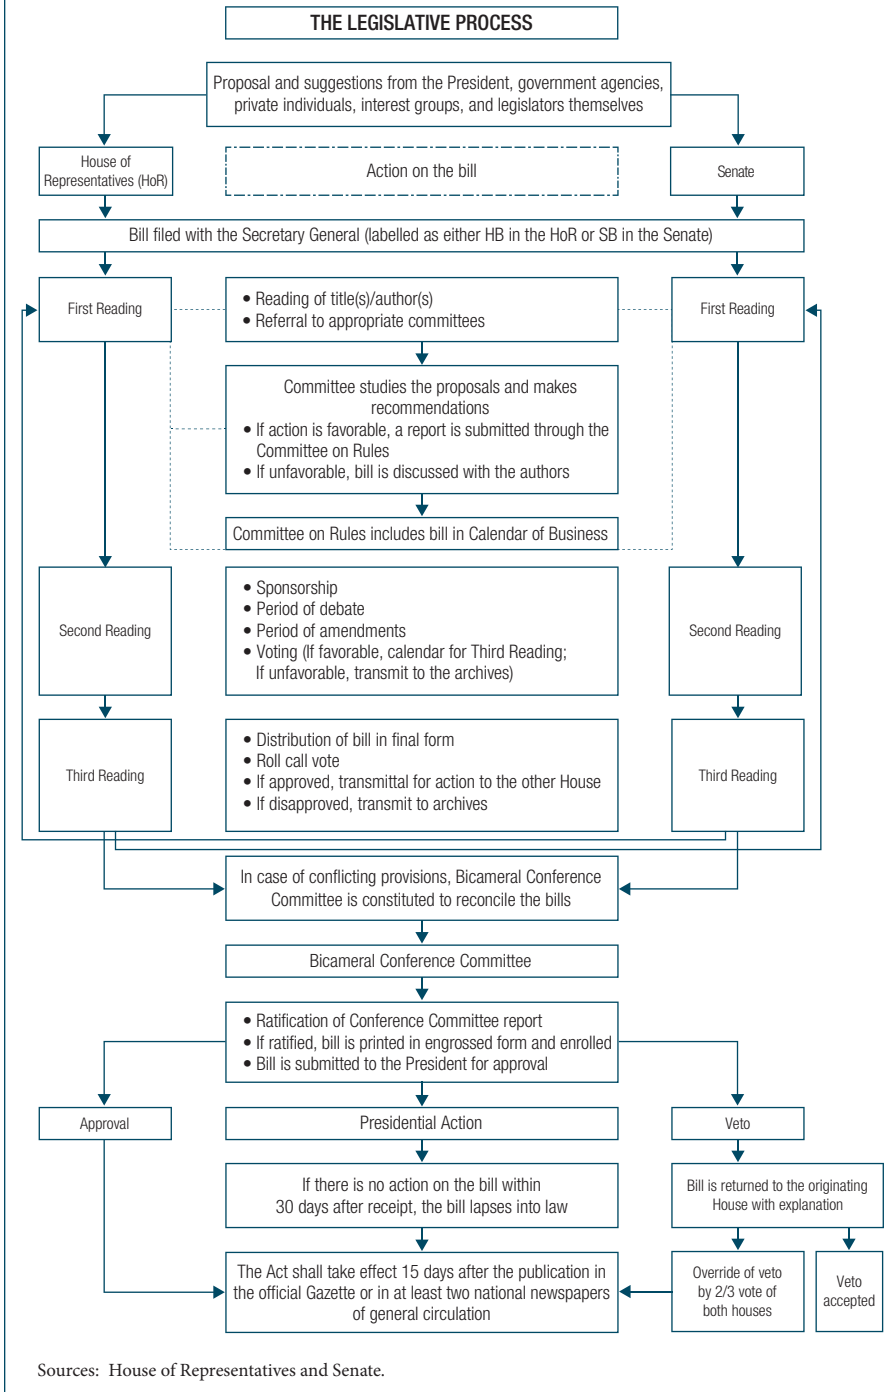 THE LEGISLATIVE PROCESS
Proposal and suggestions from the President, government agencies,
private individuals, interest groups, and legislators themselves
House of
Representatives (HoR)
Action on the bill
Senate
Bill filed with the Secretary General (labelled as either HB in the HoR or SB in the Senate)
First Reading
• Reading of title(s)/author(s)
• Referral to appropriate committees
First Reading
Committee studies the proposals and makes
recommendations
• If action is favorable, a report is submitted through the
Committee on Rules
• If unfavorable, bill is discussed with the authors
Committee on Rules includes bill in Calendar of Business
Second Reading
• Sponsorship
• Period of debate
• Period of amendments
• Voting (If favorable, calendar for Third Reading;
If unfavorable, transmit to the archives)
Second Reading
Third Reading
• Distribution of bill in final form
• Roll call vote
• If approved, transmittal for action to the other House
• If disapproved, transmit to archives
Third Reading
In case of conflicting provisions, Bicameral Conference
Committee is constituted to reconcile the bills
Bicameral Conference Committee
• Ratification of Conference Committee report
• If ratified, bill is printed in engrossed form and enrolled
• Bill is submitted to the President for approval
Approval
Presidential Action
Veto
If there is no action on the bill within
30 days after receipt, the bill lapses into law
Bill is returned to the originating
House with explanation
The Act shall take effect 15 days after the publication in
the official Gazette or in at least two national newspapers
of general circulation
Override of veto
by 2/3 vote of
both houses
Veto
accepted
Sources: House of Representatives and Senate.